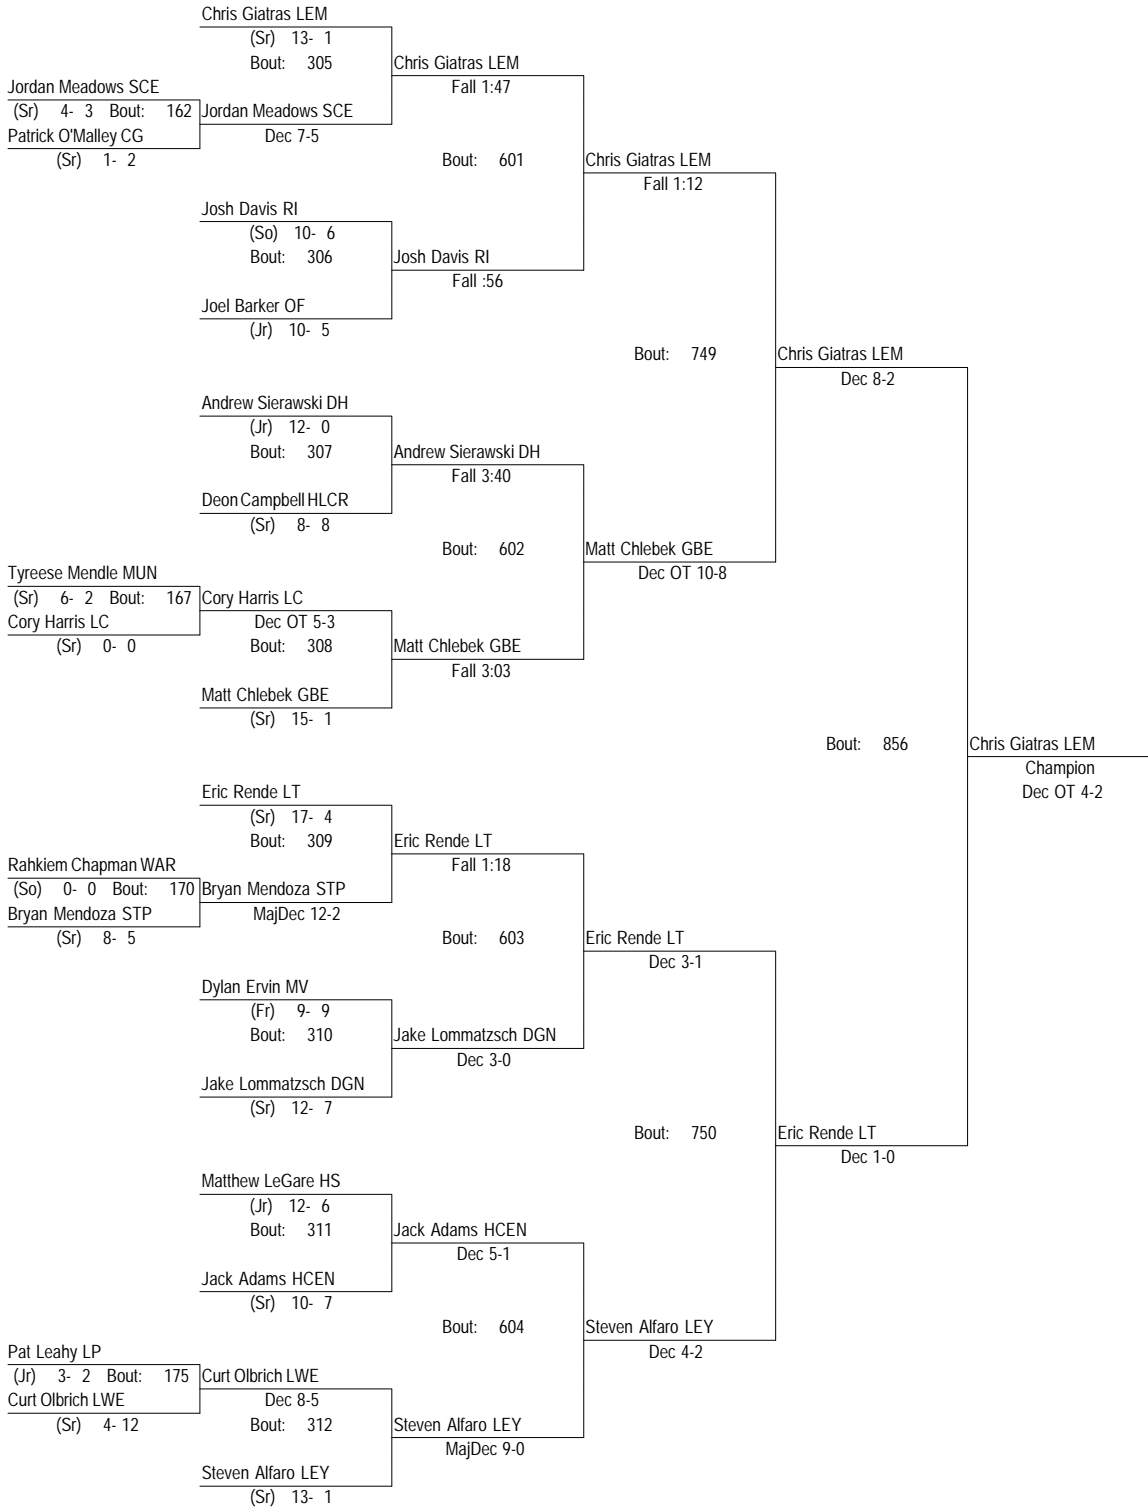 Chris Giatras LEM
(Sr) 13- 1
Bout: 305
Chris Giatras LEM
Fall 1:47
Jordan Meadows SCE
(Sr) 4- 3 Bout: 162
Jordan Meadows SCE
Patrick O'Malley CG
Dec 7-5
(Sr) 1- 2
Bout: 601
Chris Giatras LEM
Fall 1:12
Josh Davis RI
(So) 10- 6
Bout: 306
Josh Davis RI
Fall :56
Joel Barker OF
(Jr) 10- 5
Bout: 749
Chris Giatras LEM
Dec 8-2
Andrew Sierawski DH
(Jr) 12- 0
Bout: 307
Andrew Sierawski DH
Fall 3:40
Deon Campbell HLCR
(Sr) 8- 8
Bout: 602
Matt Chlebek GBE
Dec OT 10-8
Tyreese Mendle MUN
(Sr) 6- 2 Bout: 167
Cory Harris LC
Cory Harris LC
Dec OT 5-3
(Sr) 0- 0
Bout: 308
Matt Chlebek GBE
Fall 3:03
Matt Chlebek GBE
(Sr) 15- 1
Bout: 856
Chris Giatras LEM
Champion
Dec OT 4-2
Eric Rende LT
(Sr) 17- 4
Bout: 309
Eric Rende LT
Fall 1:18
Rahkiem Chapman WAR
(So) 0- 0 Bout: 170
Bryan Mendoza STP
Bryan Mendoza STP
MajDec 12-2
(Sr) 8- 5
Bout: 603
Eric Rende LT
Dec 3-1
Dylan Ervin MV
(Fr) 9- 9
Bout: 310
Jake Lommatzsch DGN
Dec 3-0
Jake Lommatzsch DGN
(Sr) 12- 7
Bout: 750
Eric Rende LT
Dec 1-0
Matthew LeGare HS
(Jr) 12- 6
Bout: 311
Jack Adams HCEN
Dec 5-1
Jack Adams HCEN
(Sr) 10- 7
Bout: 604
Steven Alfaro LEY
Dec 4-2
Pat Leahy LP
(Jr) 3- 2 Bout: 175
Curt Olbrich LWE
Curt Olbrich LWE
Dec 8-5
(Sr) 4- 12
Bout: 312
Steven Alfaro LEY
MajDec 9-0
Steven Alfaro LEY
(Sr) 13- 1